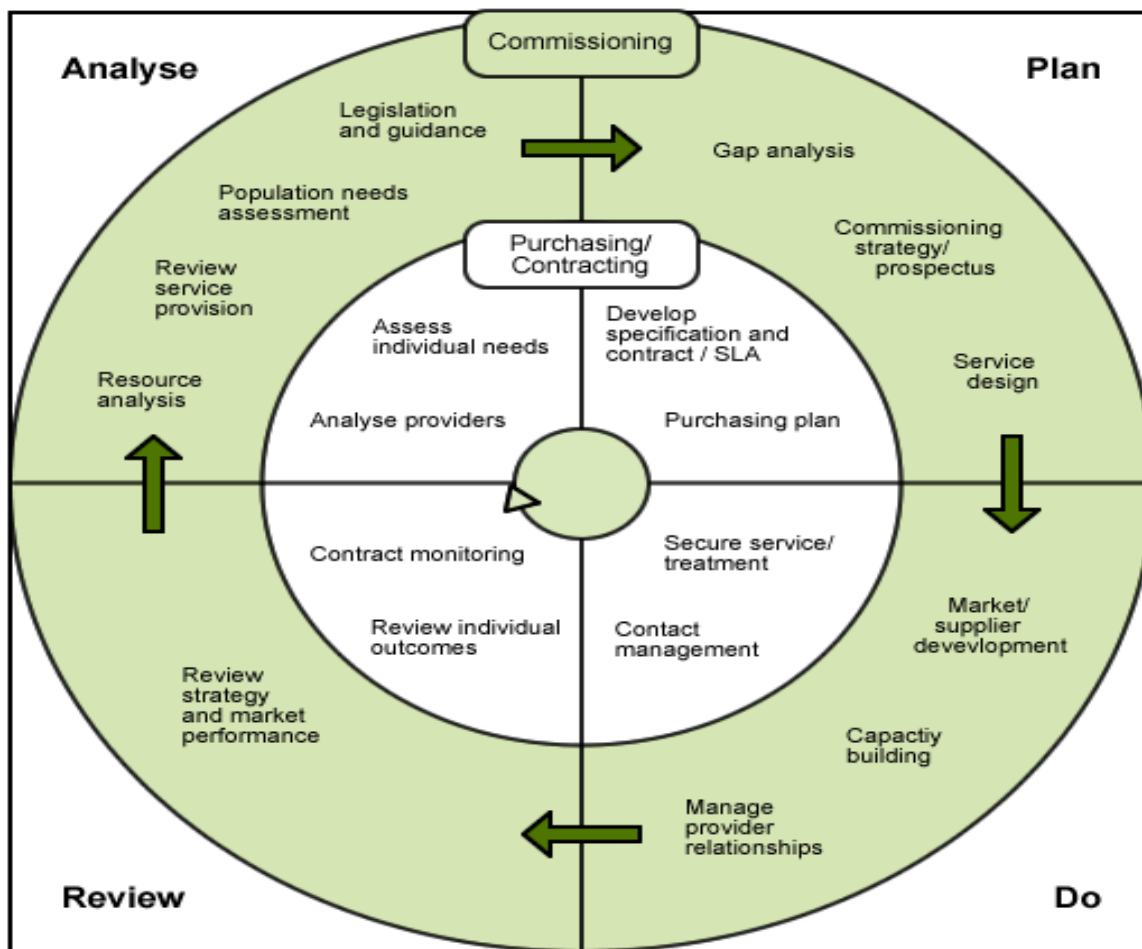 Commissioning
Analyse
Plan
Legislation
and guidance
Gap analysis
Population needs
assessment
Commissioning
strategy/
prospectus
Purchasing/
Contracting
Review
service
provision
Assess
individual needs
Develop
specification and
contract / SLA
Resource
analysis
Service
design
Analyse providers
Purchasing plan
Contract monitoring
Secure service/
treatment
Review individual
outcomes
Contact
management
Market/
supplier
devevlopment
Review
strategy
and market
performance
Capactiy
building
Manage
provider
relationships
Review
Do